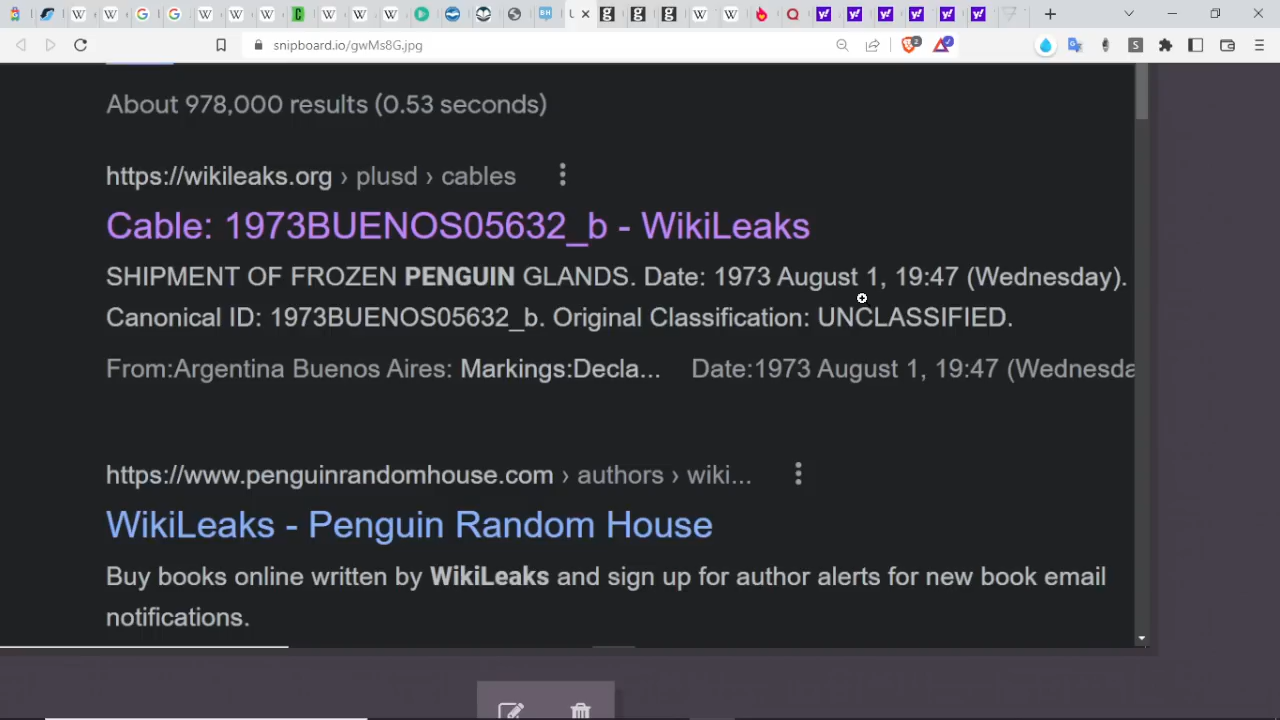 snipboard.io/gwMs8G.jpg
About 978,000 results (0.53 seconds)
https://wikileaks.org › plusd › cables
Cable: 1973BUENOS05632_b - WikiLeaks
SHIPMENT OF FROZEN PENGUIN GLANDS. Date: 1973 August 1, 19:47 (Wednesday).
Canonical ID: 1973BUENOS05632_b. Original Classification: UNCLASSIFIED.
From:Argentina Buenos Aires: Markings:Decla... Date:1973 August 1, 19:47 (Wednesda
https://www.penguinrandomhouse.com › authors › wiki...
WikiLeaks - Penguin Random House
Buy books online written by WikiLeaks and sign up for author alerts for new book email
notifications.